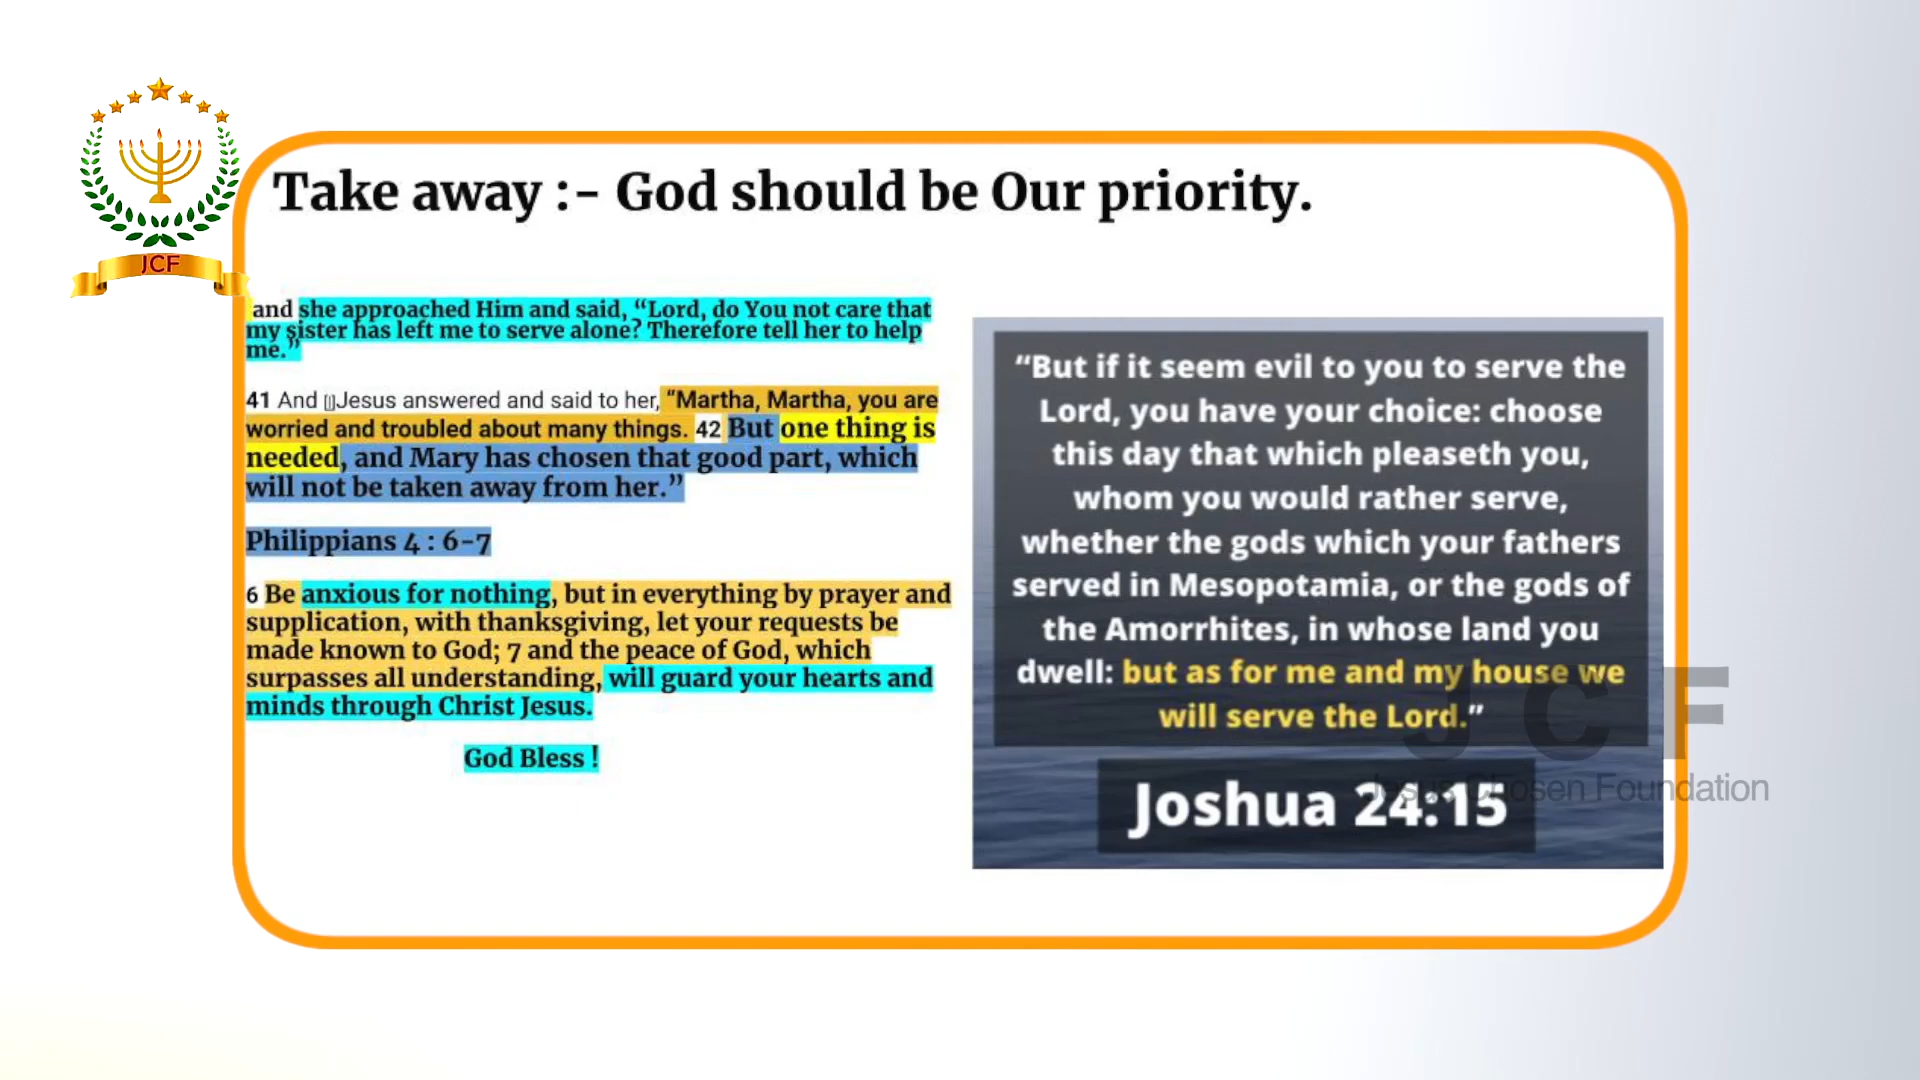 JCF
Take away :- God should be Our priority.
and she approached Him and said, “Lord, do You not care that
my sister has left me to serve alone? Therefore tell her to help
me.”
41 And []Jesus answered and said to her, “Martha, Martha, you are
worried and troubled about many things. 42 But one thing is
needed, and Mary has chosen that good part, which
will not be taken away from her.”
Philippians 4 : 6-7
6 Be anxious for nothing, but in everything by prayer and
supplication, with thanksgiving, let your requests be
made known to God; 7 and the peace of God, which
surpasses all understanding, will guard your hearts and
minds through Christ Jesus.
God Bless !
“But if it seem evil to you to serve the
Lord, you have your choice: choose
this day that which pleaseth you,
whom you would rather serve,
whether the gods which your fathers
served in Mesopotamia, or the gods of
the Amorrhites, in whose land you
dwell: but as for me and my house we
will serve the Lord.”
Joshua 24:15
J C F
Jesus Chosen Foundation